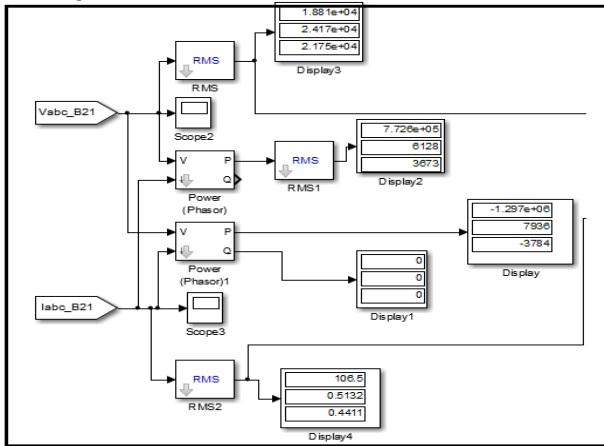 1.881e+04
2.417e+04
2.175e+04
Display3
RMS
RMS
Vabc_B21
Scope2
7.726e+05
6128
3673
Display2
V P
Q
RMS
RMS1
Power
(Phasor)
-1.297e+06
7936
-3784
Display
V P
Q
Power
(Phasor)1
0
0
0
Display1
Iabc_B21
Scope3
RMS
RMS2
106.5
0.5132
0.4411
Display4